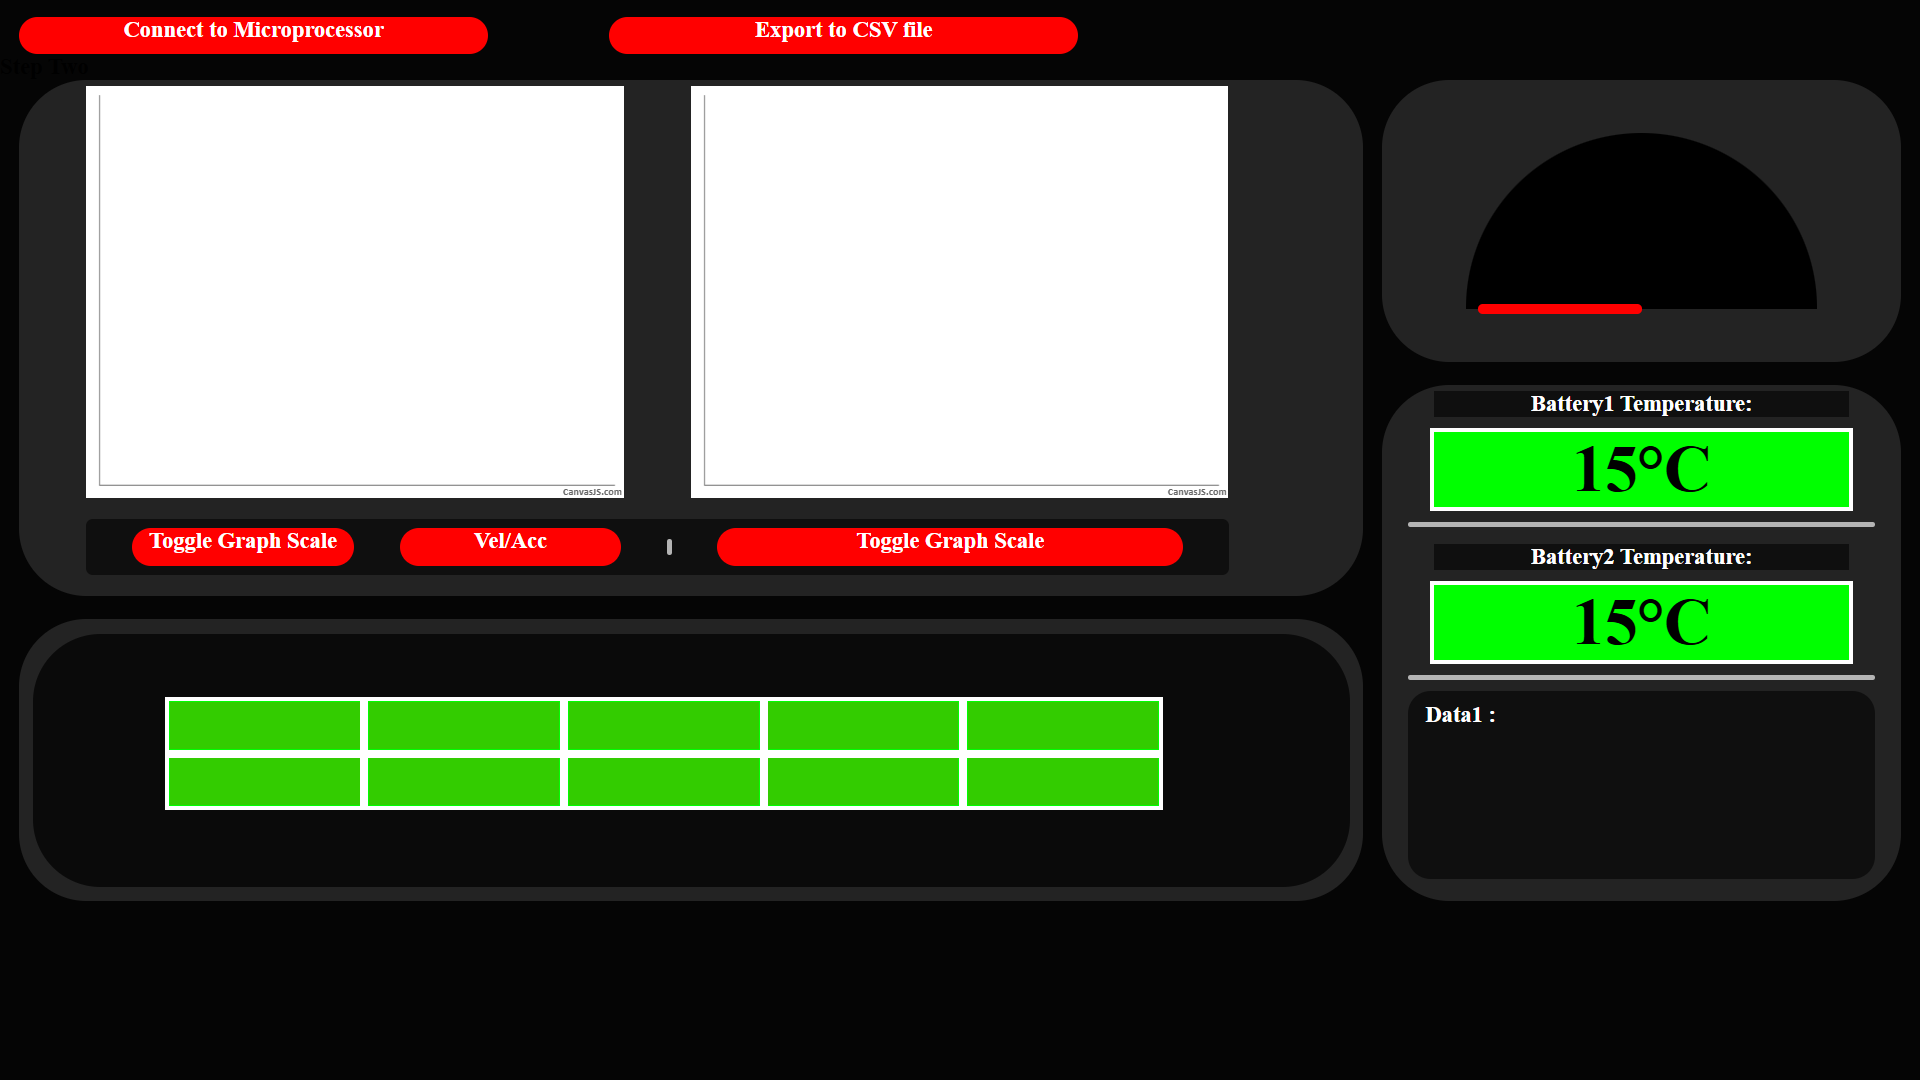 Connect to Microprocessor
Export to CSV file
Step Two
CanvasJS.com
CanvasJS.com
Toggle Graph Scale
Vel/Acc
Toggle Graph Scale
Battery1 Temperature:
15°C
Battery2 Temperature:
15°C
Data1 :